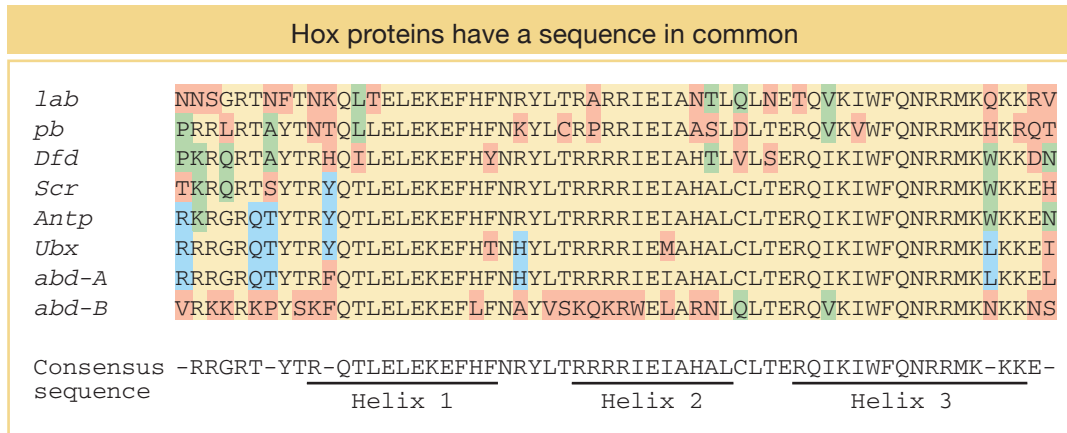 Hox proteins have a sequence in common
lab NNSGRTNFTNKQLTELEKEFHFNRYLTRARRIEIANTLQLNETQVKIWFQNRRMKQKKRV
pb PRRLRTAYTNTQLLELEKEFHFNKYLCRPRRIEIAASLDLTERQVKVWFQNRRMKHKRQT
Dfd PKRQRTAYTRHQILELEKEFHYNRYLTRRRRIEIAHTLVLSERQIKIWFQNRRMKWKKDN
Scr TKRQRTSYTRYQTLELEKEFHFNRYLTRRRRIEIAHALCLTERQIKIWFQNRRMKWKKEH
Antp RKRGRQTYTRYQTLELEKEFHFNRYLTRRRRIEIAHALCLTERQIKIWFQNRRMKWKKEN
Ubx RRRGRQTYTRYQTLELEKEFHTNHYLTRRRRIEMAHALCLTERQIKIWFQNRRMKLKKEI
abd-A RRRGRQTYTRFQTLELEKEFHFNHYLTRRRRIEIAHALCLTERQIKIWFQNRRMKLKKEL
abd-B VRKKRKPYSKFQTLELEKEFLFNAYVSKQKRWELARNLQLTERQVKIWFQNRRMKNKKNS
Consensus -RRGRT-YTR-QTLELEKEFHFNRYLTRRRRIEIAHALCLTERQIKIWFQNRRMK-KKE-
sequence
Helix 1 Helix 2 Helix 3